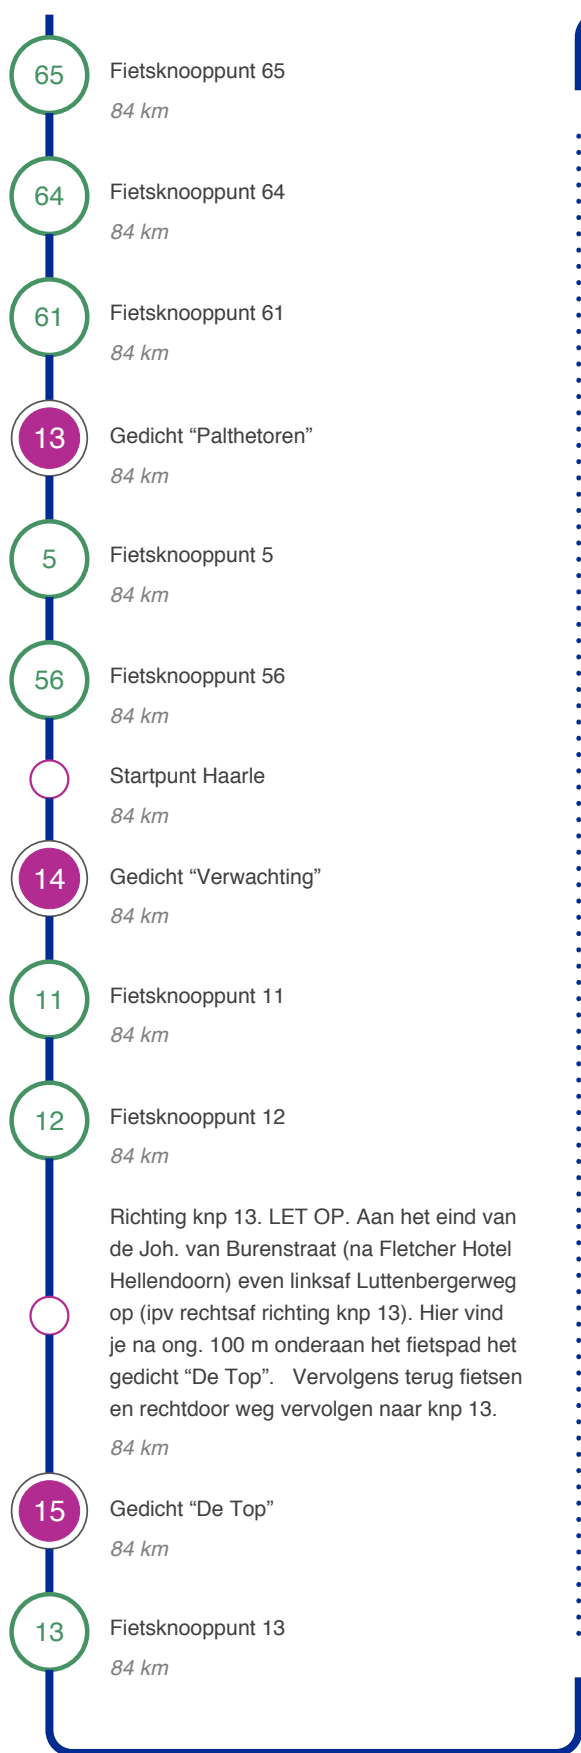 65
Fietsknooppunt 65
84 km
64
Fietsknooppunt 64
84 km
61
Fietsknooppunt 61
84 km
13
Gedicht “Palthetoren”
84 km
5
Fietsknooppunt 5
84 km
56
Fietsknooppunt 56
84 km
Startpunt Haarle
84 km
14
Gedicht “Verwachting”
84 km
11
Fietsknooppunt 11
84 km
12
Fietsknooppunt 12
84 km
Richting knp 13. LET OP. Aan het eind van
de Joh. van Burenstraat (na Fletcher Hotel
Hellendoorn) even linksaf Luttenbergerweg
op (ipv rechtsaf richting knp 13). Hier vind
je na ong. 100 m onderaan het fietspad het
gedicht “De Top”.   Vervolgens terug fietsen
en rechtdoor weg vervolgen naar knp 13.
84 km
15
Gedicht “De Top”
84 km
13
Fietsknooppunt 13
84 km